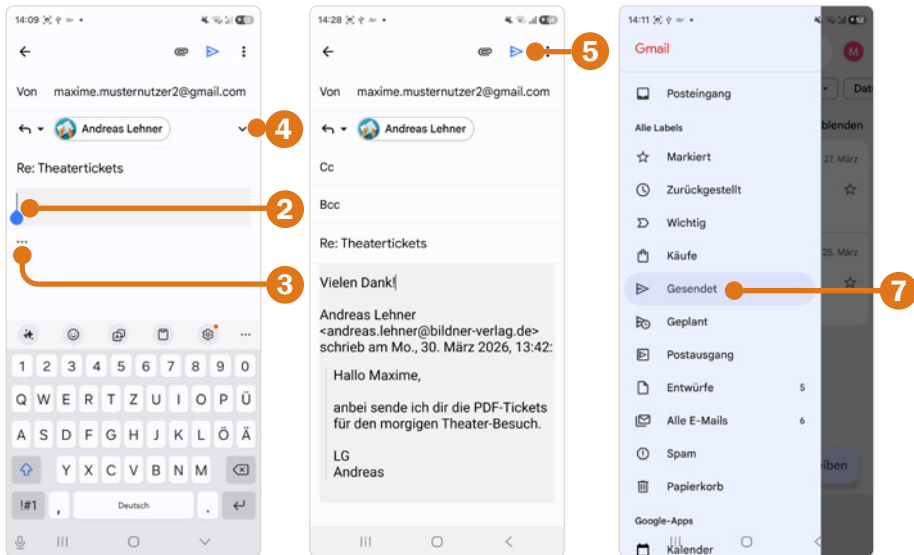 14:09
Von maxime.musternutzer2@gmail.com
Andreas Lehner
4
Re: Theatertickets
2
...
3
1 2 3 4 5 6 7 8 9 0
Q W E R T Z U I O P Ü
A S D F G H J K L Ö Ä
Y X C V B N M
!#1 , Deutsch .
14:28
5
Von maxime.musternutzer2@gmail.com
Andreas Lehner
Cc
Bcc
Re: Theatertickets
Vielen Dank!
Andreas Lehner
<andreas.lehner@bildner-verlag.de>
schrieb am Mo., 30. März 2026, 13:42:
Hallo Maxime,
anbei sende ich dir die PDF-Tickets
für den morgigen Theater-Besuch.
LG
Andreas
14:11
Gmail
M
Posteingang
Dat
Alle Labels
blenden
Markiert
27. März
Zurückgestellt
Wichtig
Käufe
25. März
Gesendet
7
Geplant
Postausgang
Entwürfe 5
Alle E-Mails 6
Spam
iben
Papierkorb
Google-Apps
Kalender